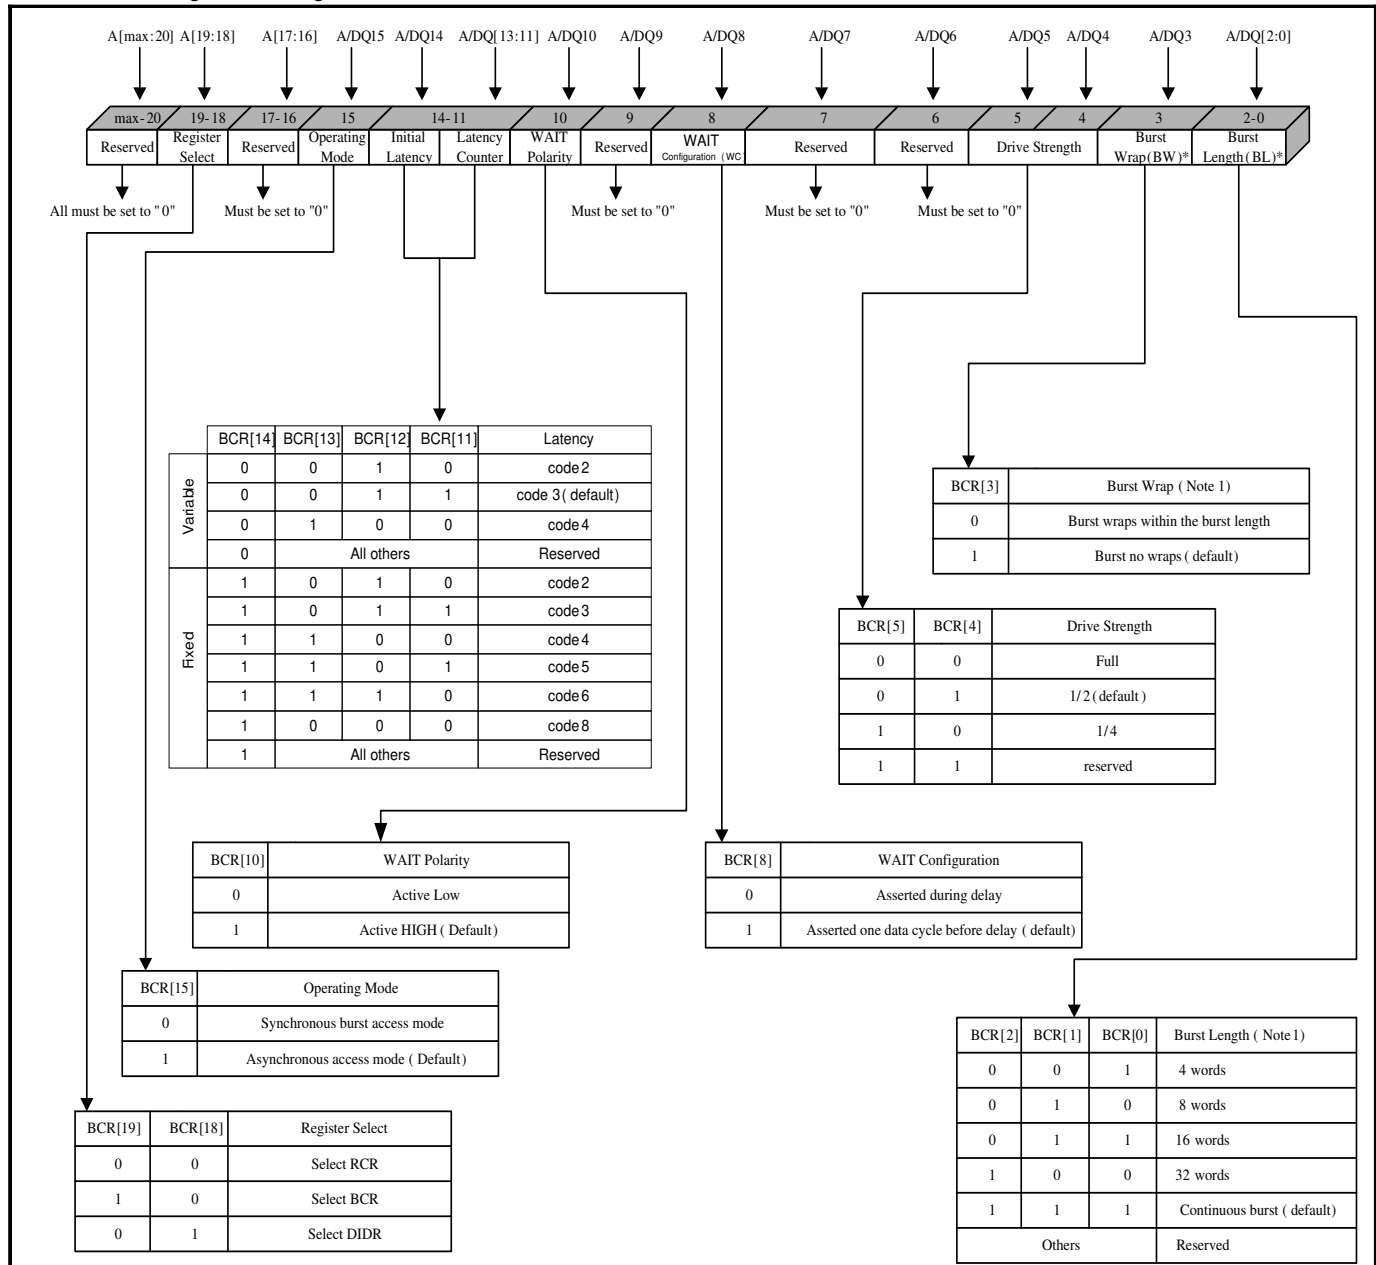 A[max:20] A[19:18] A[17:16] A/DQ15 A/DQ14 A/DQ[13:11] A/DQ10 A/DQ9 A/DQ8 A/DQ7 A/DQ6 A/DQ5 A/DQ4 A/DQ3 A/DQ[2:0]
max-20 19-18 17-16 15 14-11 10 9 8 7 6 5 4 3 2-0
Reserved Register Select Reserved Operating Mode Initial Latency Latency Counter WAIT Polarity Reserved WAIT Configuration (WC Reserved Reserved Drive Strength Burst Wrap(BW)* Burst Length(BL)*
All must be set to "0" Must be set to "0" Must be set to "0" Must be set to "0" Must be set to "0"
BCR[14] BCR[13] BCR[12] BCR[11] Latency
Variable
0 0 1 0 code 2
0 0 1 1 code 3( default)
0 1 0 0 code 4
0 All others Reserved
Fixed
1 0 1 0 code 2
1 0 1 1 code 3
1 1 0 0 code 4
1 1 0 1 code 5
1 1 1 0 code 6
1 0 0 0 code 8
1 All others Reserved
BCR[3] Burst Wrap ( Note 1)
0 Burst wraps within the burst length
1 Burst no wraps ( default)
BCR[5] BCR[4] Drive Strength
0 0 Full
0 1 1/2 ( default )
1 0 1/4
1 1 reserved
BCR[10] WAIT Polarity
0 Active Low
1 Active HIGH ( Default)
BCR[8] WAIT Configuration
0 Asserted during delay
1 Asserted one data cycle before delay ( default)
BCR[15] Operating Mode
0 Synchronous burst access mode
1 Asynchronous access mode ( Default)
BCR[2] BCR[1] BCR[0] Burst Length ( Note 1)
0 0 1 4 words
0 1 0 8 words
0 1 1 16 words
1 0 0 32 words
1 1 1 Continuous burst ( default)
Others Reserved
BCR[19] BCR[18] Register Select
0 0 Select RCR
1 0 Select BCR
0 1 Select DIDR